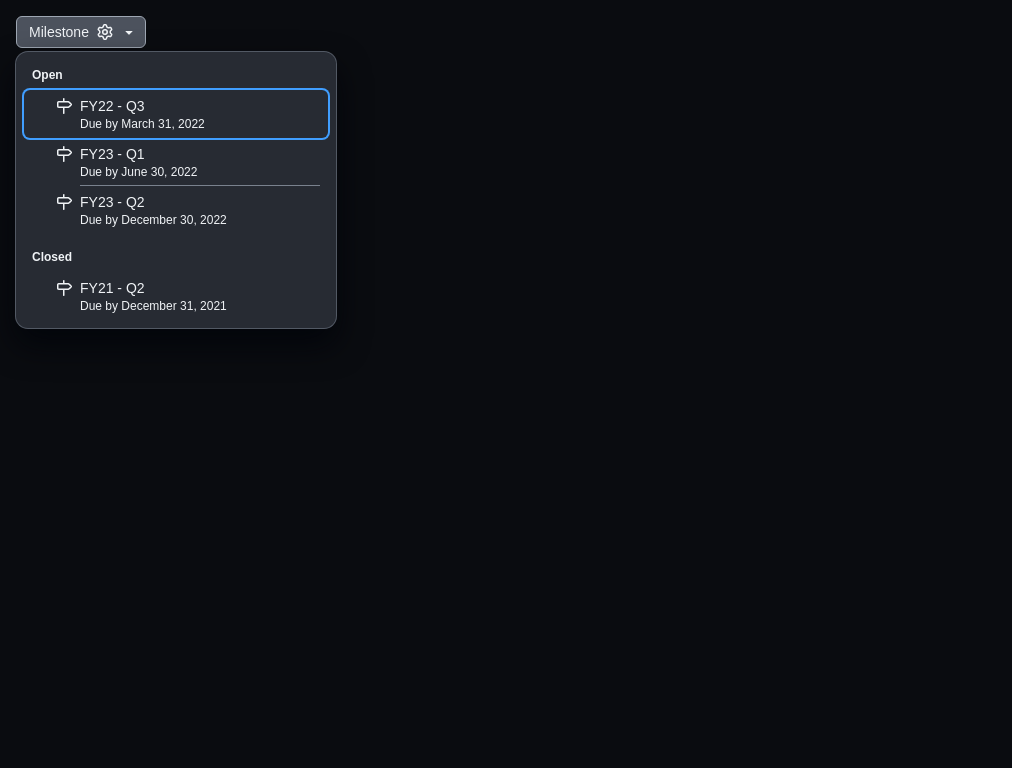 Milestone
Open
FY22 - Q3
Due by March 31, 2022
FY23 - Q1
Due by June 30, 2022
FY23 - Q2
Due by December 30, 2022
Closed
FY21 - Q2
Due by December 31, 2021